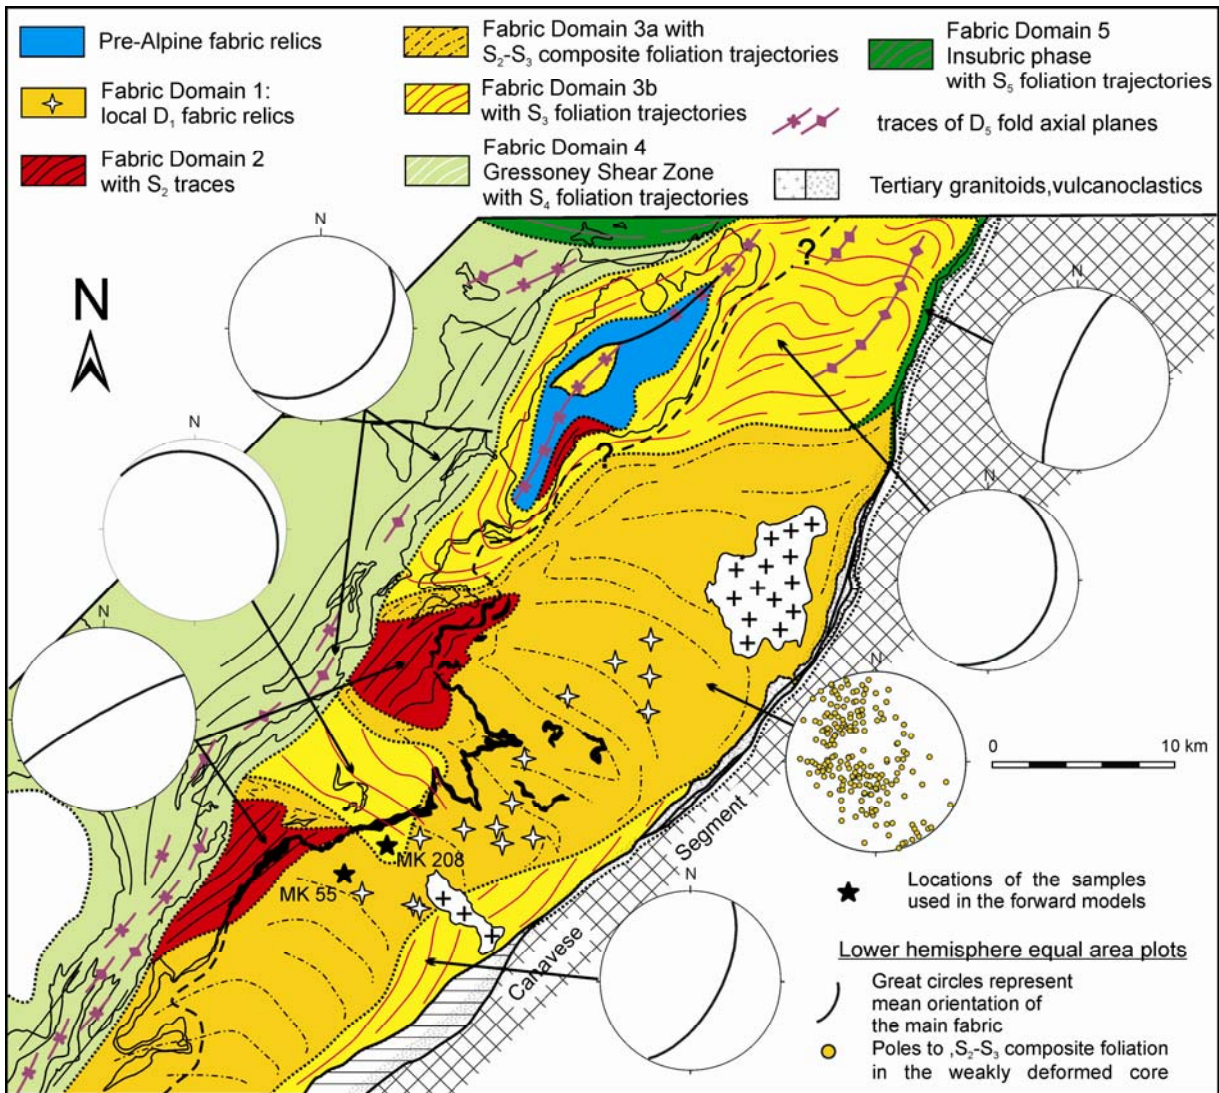 Pre-Alpine fabric relics
Fabric Domain 1:
local D1 fabric relics
Fabric Domain 2
with S2 traces
Fabric Domain 3a with
S2-S3 composite foliation trajectories
Fabric Domain 3b
with S3 foliation trajectories
Fabric Domain 4
Gressoney Shear Zone
with S4 foliation trajectories
Fabric Domain 5
Insubric phase
with S5 foliation trajectories
traces of D5 fold axial planes
Tertiary granitoids,vulcanoclastics
N
N
N
N
N
N
N
N
?
?
MK 208
MK 55
Segment
Canavese
0 10 km
Locations of the samples
used in the forward models
Lower hemisphere equal area plots
Great circles represent
mean orientation of
the main fabric
Poles to ,S2-S3 composite foliation
in the weakly deformed core